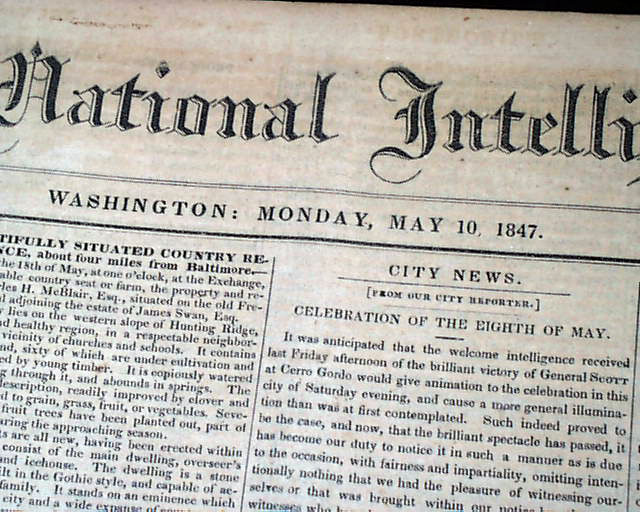 National Intelli
WASHINGTON: MONDAY, MAY 10, 1847.
TIFULLY SITUATED COUNTRY RE-
NCE, about four miles from Baltimore.—
the 18th of May, at one o'clock, at the Exchange,
able country seat or farm, the property and re-
les H. McBlair, Esq., situated on the old Fre-
d adjoining the estate of James Swan, Esq.
y lies on the western slope of Hunting Ridge,
nd healthy region, in a respectable neighbor-
vicinity of churches and schools. It contains
nd, sixty of which are under cultivation and
ed by young timber. It is copiously watered
ng through it, and abounds in springs. The
description, readily improved by clover and
d to grain, grass, fruit, or vegetables. Seve-
fruit trees have been planted out, part of
uring the approaching season.
ts are all new, having been erected within
consist of the main dwelling, overseer's
and icehouse. The dwelling is a stone
ilt in the Gothic style, and capable of ac-
family. It stands on an eminence which
city and a wide expanse of
CITY NEWS.
[FROM OUR CITY REPORTER.]
CELEBRATION OF THE EIGHTH OF MAY.
It was anticipated that the welcome intelligence received
last Friday afternoon of the brilliant victory of General SCOTT
at Cerro Gordo would give animation to the celebration in this
city of Saturday evening, and cause a more general illumina-
tion than was at first contemplated. Such indeed proved to
be the case, and now, that the brilliant spectacle has passed, it
has become our duty to notice it in such a manner as is due
to the occasion, with fairness and impartiality, omitting inten-
tionally nothing that we had the pleasure of witnessing our-
selves or that was brought within our notice
witnesses who